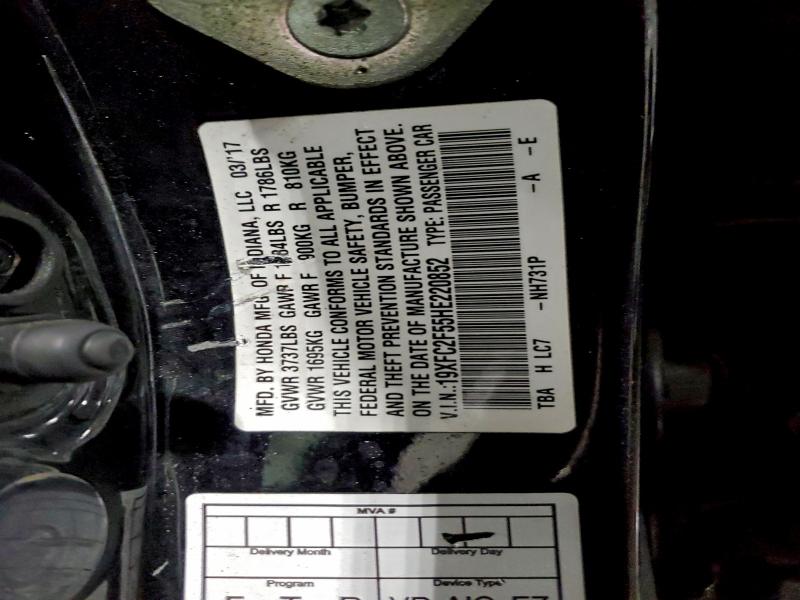 MFD. BY HONDA MFG. OF INDIANA, LLC 03/'17
GVWR 3737LBS GAWR F LBS R 1786LBS
GVWR 1695KG GAWR F 900KG R 810KG
THIS VEHICLE CONFORMS TO ALL APPLICABLE
FEDERAL MOTOR VEHICLE SAFETY, BUMPER,
AND THEFT PREVENTION STANDARDS IN EFFECT
ON THE DATE OF MANUFACTURE SHOWN ABOVE.
V.I.N.:19XFC2F55HE220852 TYPE: PASSENGER CAR
TBA H LC7 -NH731P -A -E
MVA #
Delivery Month Delivery Day
Program Device Type